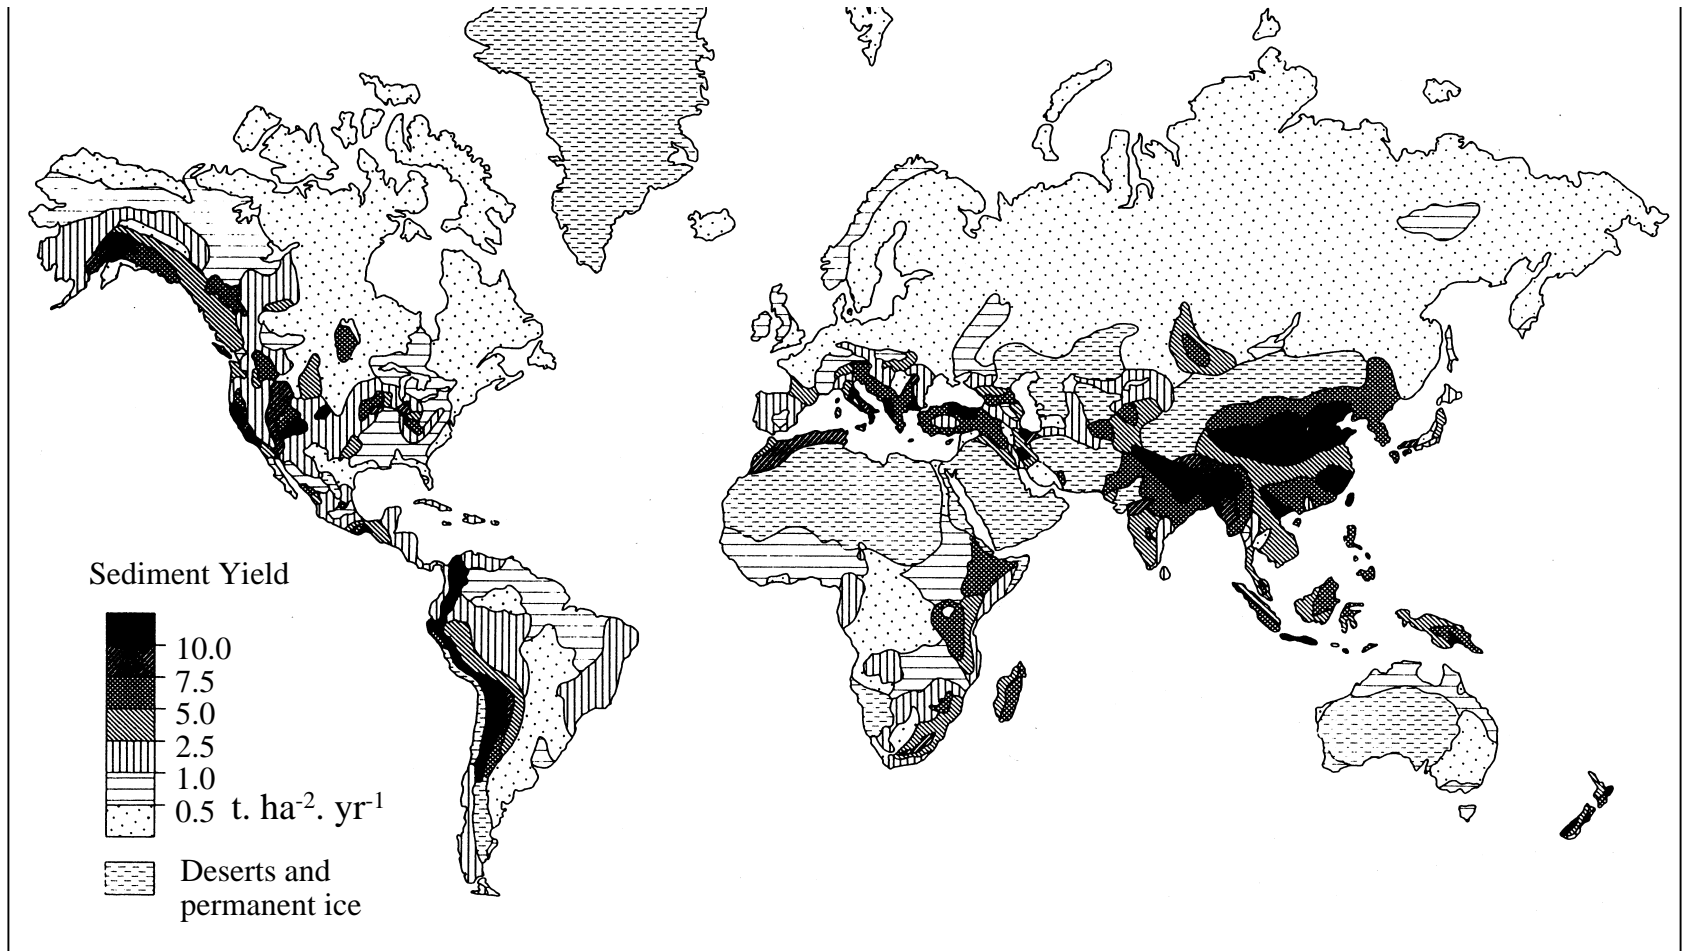 Sediment Yield
10.0
7.5
5.0
2.5
1.0
0.5 t. ha⁻². yr⁻¹
Deserts and
permanent ice